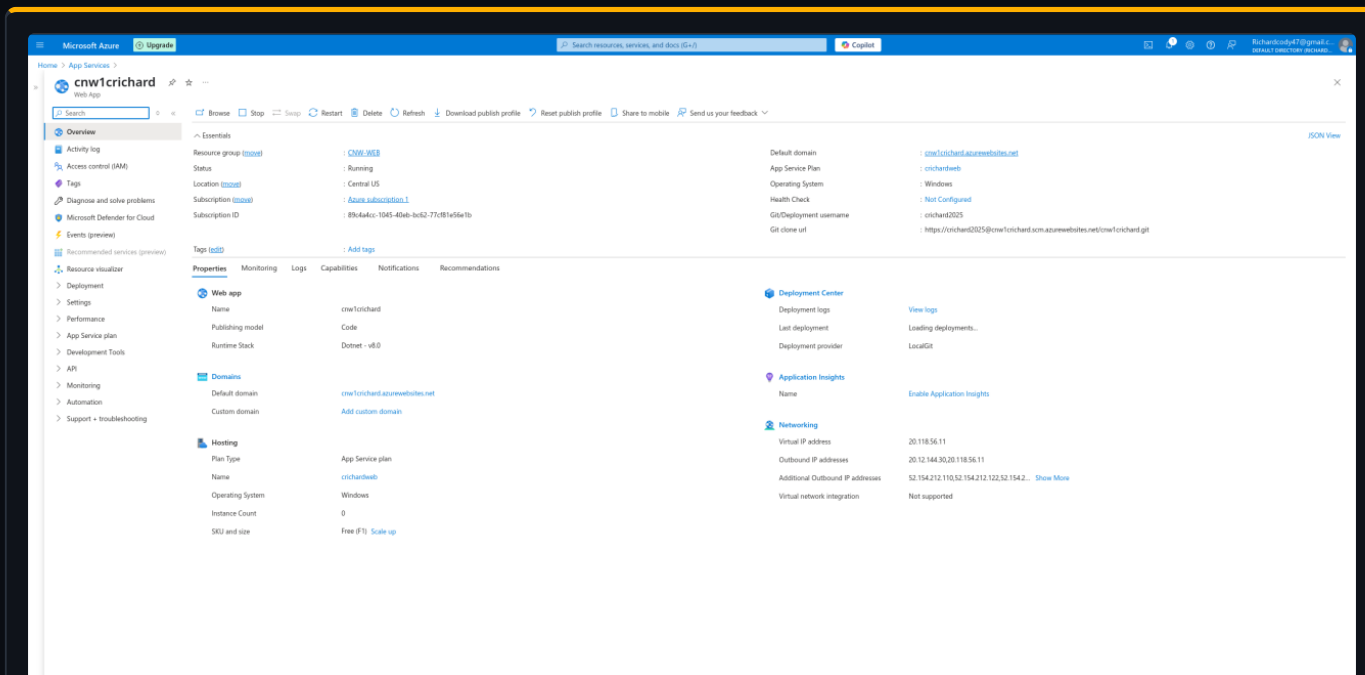 Microsoft Azure
Upgrade
Search resources, services, and docs (G+/)
Copilot
1
Richardcody47@gmail.c...
DEFAULT DIRECTORY (RICHARD...
Home > App Services >
cnw1crichard
Web App
Search
Overview
Activity log
Access control (IAM)
Tags
Diagnose and solve problems
Microsoft Defender for Cloud
Events (preview)
Recommended services (preview)
Resource visualizer
Deployment
Settings
Performance
App Service plan
Development Tools
API
Monitoring
Automation
Support + troubleshooting
Browse Stop Swap Restart Delete Refresh Download publish profile Reset publish profile Share to mobile Send us your feedback
Essentials
JSON View
Resource group (move) : CNW-WEB
Status : Running
Location (move) : Central US
Subscription (move) : Azure subscription 1
Subscription ID : 89c4a4cc-1045-40eb-bc62-77cf81e56e1b
Default domain : cnw1crichard.azurewebsites.net
App Service Plan : crichardweb
Operating System : Windows
Health Check : Not Configured
Git/Deployment username : crichard2025
Git clone url : https://crichard2025@cnw1crichard.scm.azurewebsites.net/cnw1crichard.git
Tags (edit) : Add tags
Properties Monitoring Logs Capabilities Notifications Recommendations
Web app
Name cnw1crichard
Publishing model Code
Runtime Stack Dotnet - v8.0
Domains
Default domain cnw1crichard.azurewebsites.net
Custom domain Add custom domain
Hosting
Plan Type App Service plan
Name crichardweb
Operating System Windows
Instance Count 0
SKU and size Free (F1) Scale up
Deployment Center
Deployment logs View logs
Last deployment Loading deployments...
Deployment provider LocalGit
Application Insights
Name Enable Application Insights
Networking
Virtual IP address 20.118.56.11
Outbound IP addresses 20.12.144.30,20.118.56.11
Additional Outbound IP addresses 52.154.212.110,52.154.212.122,52.154.2... Show More
Virtual network integration Not supported